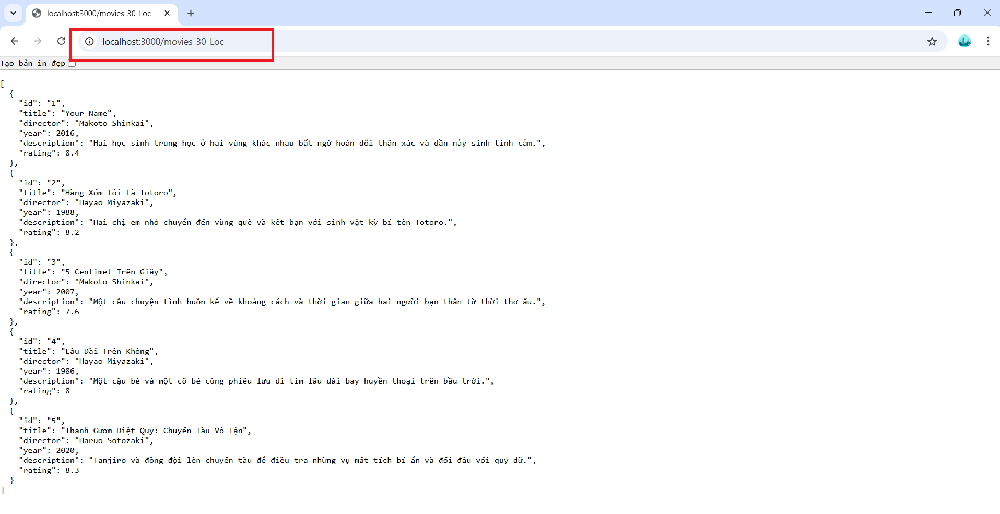 localhost:3000/movies_30_Loc
localhost:3000/movies_30_Loc
Tạo bản in đẹp
[
  {
    "id": "1",
    "title": "Your Name",
    "director": "Makoto Shinkai",
    "year": 2016,
    "description": "Hai học sinh trung học ở hai vùng khác nhau bất ngờ hoán đổi thân xác và dần nảy sinh tình cảm.",
    "rating": 8.4
  },
  {
    "id": "2",
    "title": "Hàng Xóm Tôi Là Totoro",
    "director": "Hayao Miyazaki",
    "year": 1988,
    "description": "Hai chị em nhỏ chuyển đến vùng quê và kết bạn với sinh vật kỳ bí tên Totoro.",
    "rating": 8.2
  },
  {
    "id": "3",
    "title": "5 Centimet Trên Giây",
    "director": "Makoto Shinkai",
    "year": 2007,
    "description": "Một câu chuyện tình buồn kể về khoảng cách và thời gian giữa hai người bạn thân từ thời thơ ấu.",
    "rating": 7.6
  },
  {
    "id": "4",
    "title": "Lâu Đài Trên Không",
    "director": "Hayao Miyazaki",
    "year": 1986,
    "description": "Một cậu bé và một cô bé cùng phiêu lưu đi tìm lâu đài bay huyền thoại trên bầu trời.",
    "rating": 8
  },
  {
    "id": "5",
    "title": "Thanh Gươm Diệt Quỷ: Chuyến Tàu Vô Tận",
    "director": "Haruo Sotozaki",
    "year": 2020,
    "description": "Tanjiro và đồng đội lên chuyến tàu để điều tra những vụ mất tích bí ẩn và đối đầu với quỷ dữ.",
    "rating": 8.3
  }
]